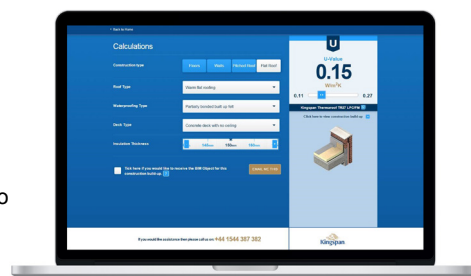 Back to home
Calculations
Construction type
Floors
Walls
Pitched Roof
Flat Roof
Roof Type
Warm flat roofing
Waterproofing Type
Partially bonded built up felt
Deck Type
Concrete deck with no ceiling
Insulation Thickness
Tick here if you would like to receive the BIM Object for this
construction build-up.
U
U-Value
0.15
W/m²K
0.11
0.27
Kingspan Thermaroof TR27 LPC/FM
Click here to view construction build-up
o
If you would like assistance then please call us on: +44 1544 387 382
Kingspan